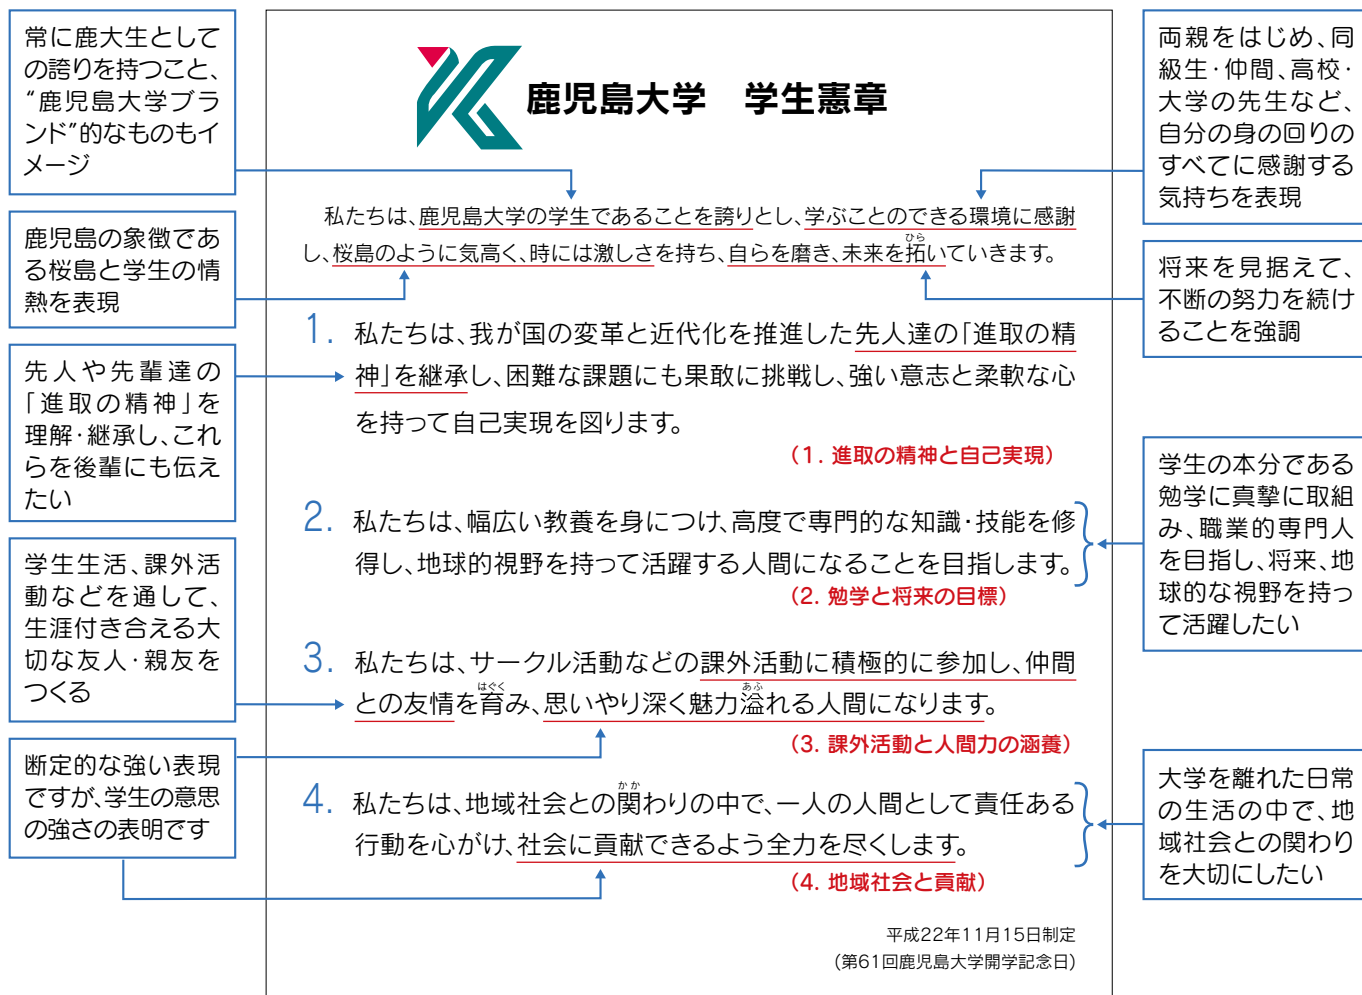 常に鹿大生として
の誇りを持つこと、
“鹿児島大学ブラ
ンド”的なものもイ
メージ
鹿児島の象徴であ
る桜島と学生の情
熱を表現
先人や先輩達の
「進取の精神」を
理解・継承し、これ
らを後輩にも伝え
たい
学生生活、課外活
動などを通して、
生涯付き合える大
切な友人・親友を
つくる
断定的な強い表現
ですが、学生の意思
の強さの表明です
鹿児島大学　学生憲章
私たちは、鹿児島大学の学生であることを誇りとし、学ぶことのできる環境に感謝
ひら
し、桜島のように気高く、時には激しさを持ち、自らを磨き、未来を拓いていきます。
1. 私たちは、我が国の変革と近代化を推進した先人達の「進取の精
神」を継承し、困難な課題にも果敢に挑戦し、強い意志と柔軟な心
を持って自己実現を図ります。
（1. 進取の精神と自己実現）
2. 私たちは、幅広い教養を身につけ、高度で専門的な知識・技能を修
得し、地球的視野を持って活躍する人間になることを目指します。
（2. 勉学と将来の目標）
3. 私たちは、サークル活動などの課外活動に積極的に参加し、仲間
はぐく あふ
との友情を育み、思いやり深く魅力溢れる人間になります。
（3. 課外活動と人間力の涵養）
かか
4. 私たちは、地域社会との関わりの中で、一人の人間として責任ある
行動を心がけ、社会に貢献できるよう全力を尽くします。
（4. 地域社会と貢献）
平成22年11月15日制定
(第61回鹿児島大学開学記念日)
両親をはじめ、同
級生・仲間、高校・
大学の先生など、
自分の身の回りの
すべてに感謝する
気持ちを表現
将来を見据えて、
不断の努力を続け
ることを強調
学生の本分である
勉学に真摯に取組
み、職業的専門人
を目指し、将来、地
球的な視野を持っ
て活躍したい
大学を離れた日常
の生活の中で、地
域社会との関わり
を大切にしたい